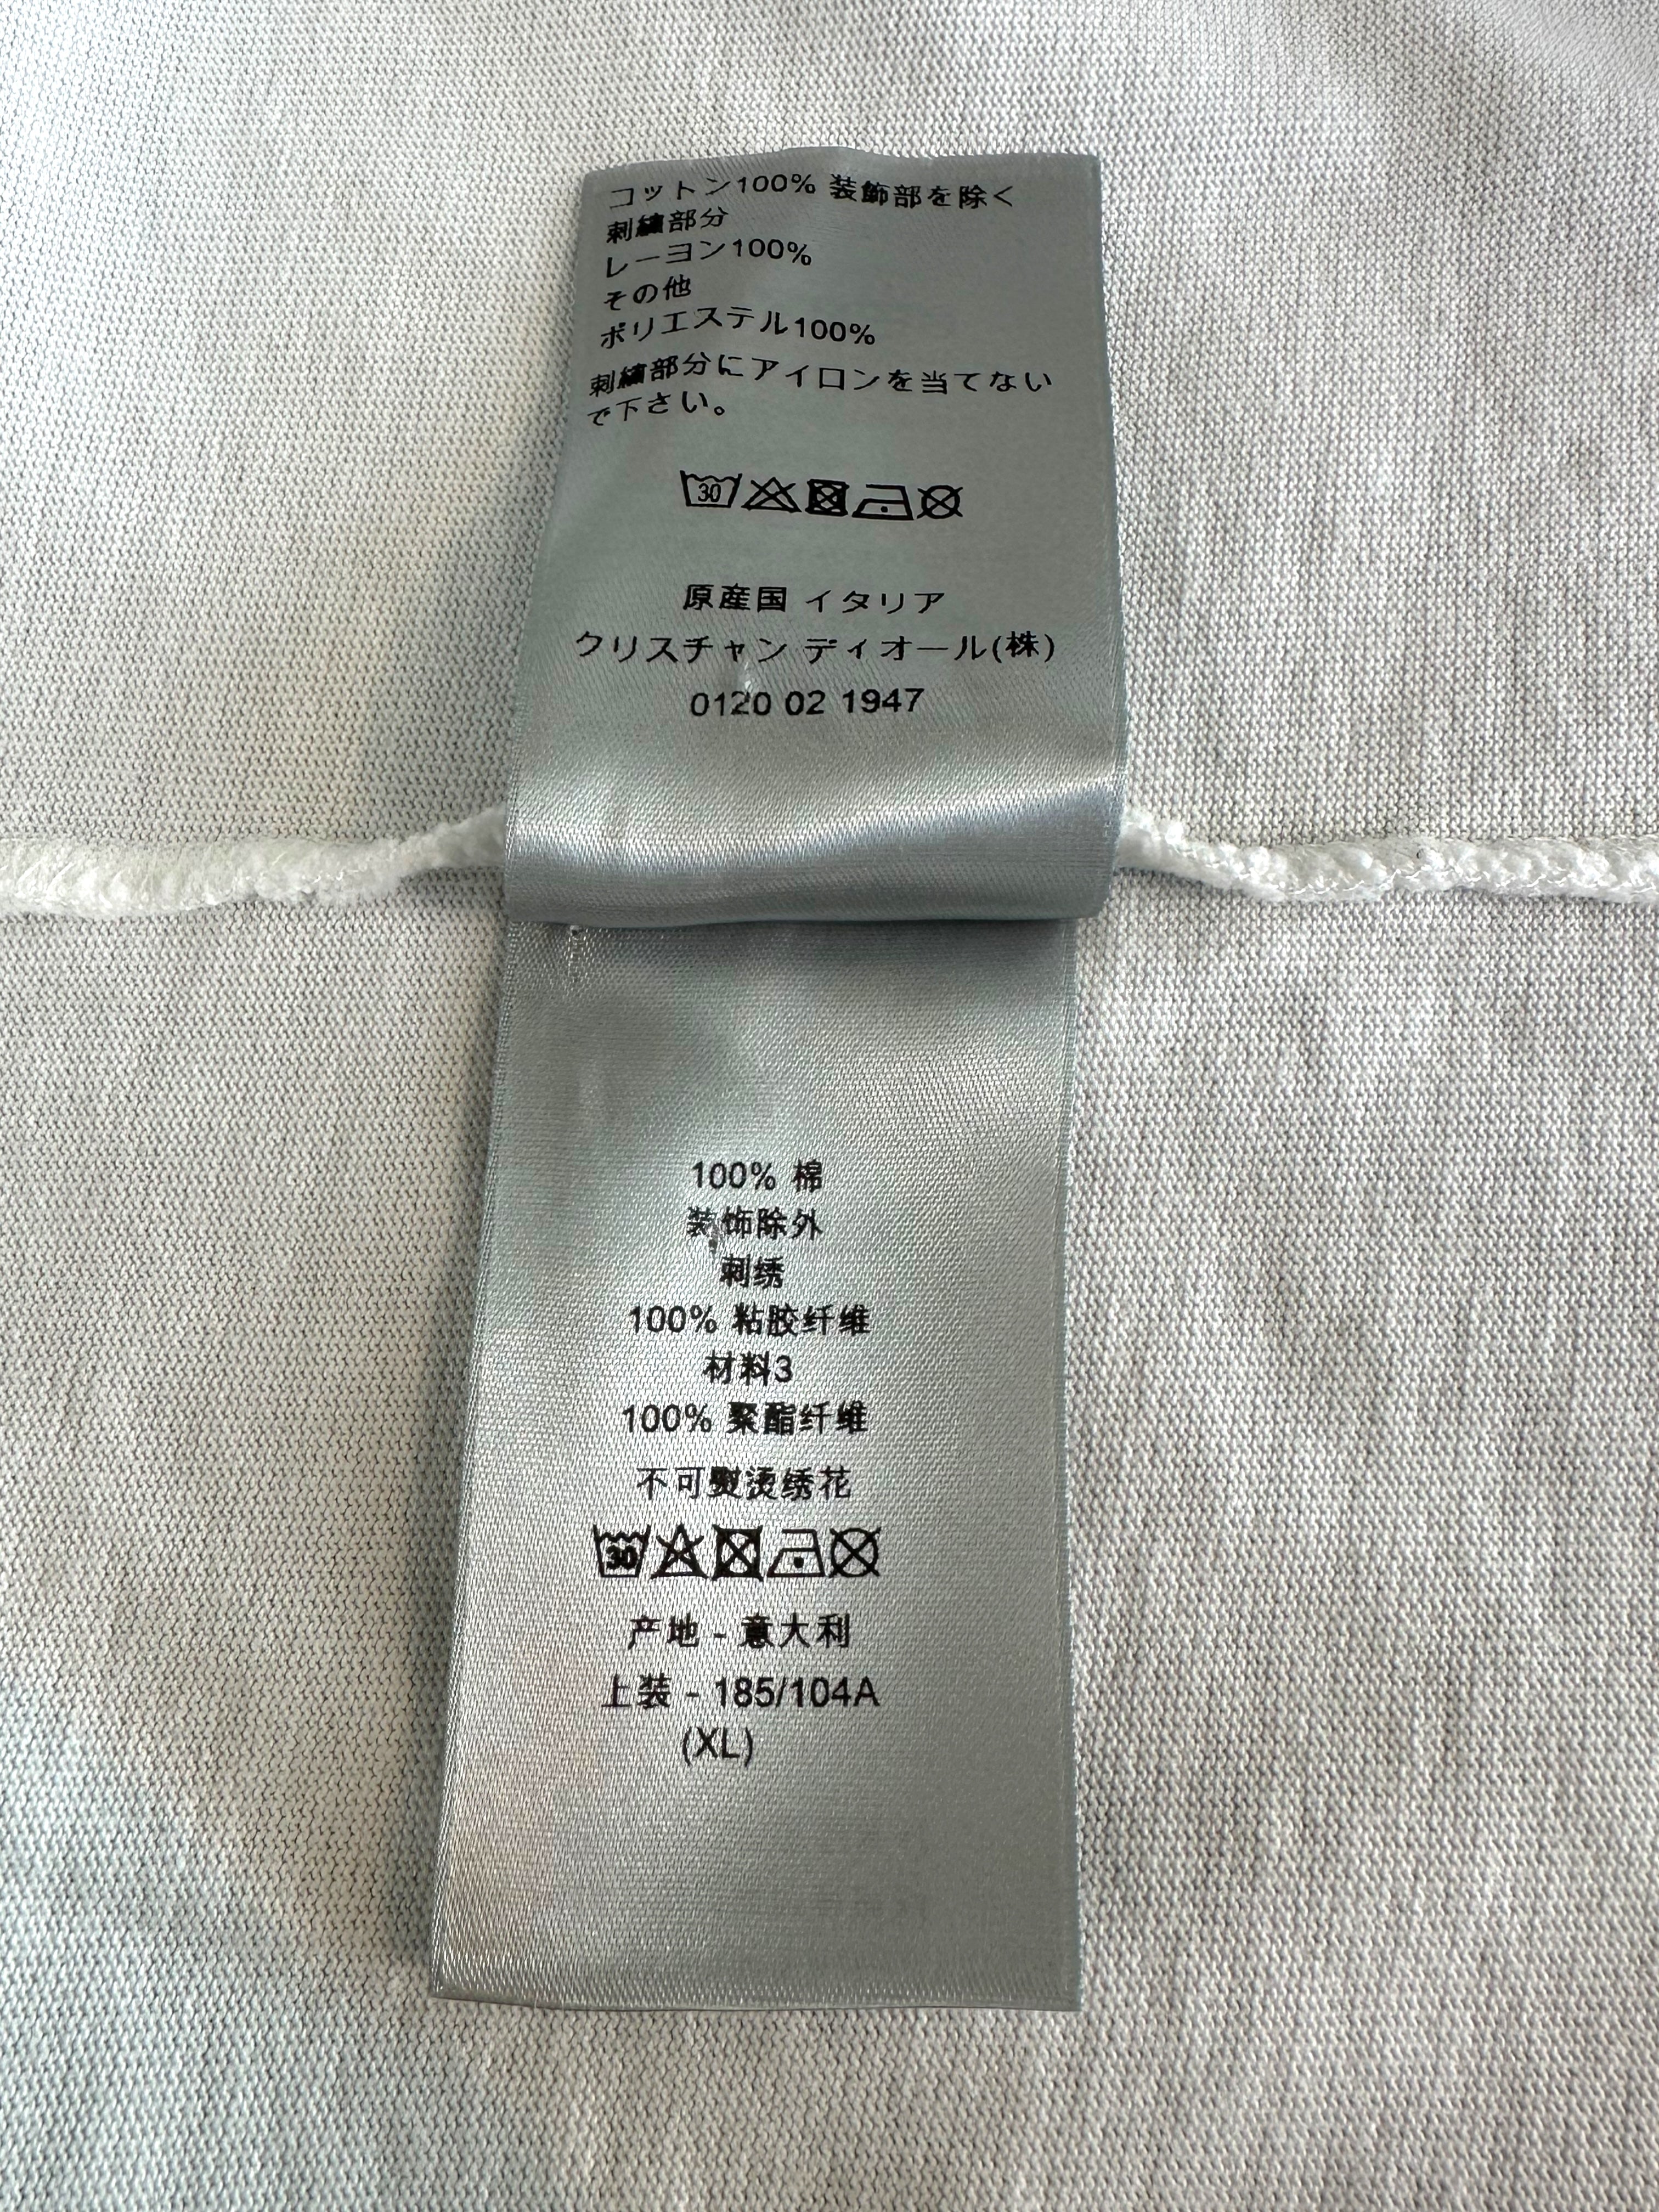 コットン100% 装飾部を除く
刺繍部分
レーヨン100%
その他
ポリエステル100%
刺繍部分にアイロンを当てない
で下さい。
30
原産国 イタリア
クリスチャン ディオール(株)
0120 02 1947
100% 棉
装饰除外
刺绣
100% 粘胶纤维
材料3
100% 聚酯纤维
不可熨烫绣花
30
产地 - 意大利
上装 - 185/104A
(XL)